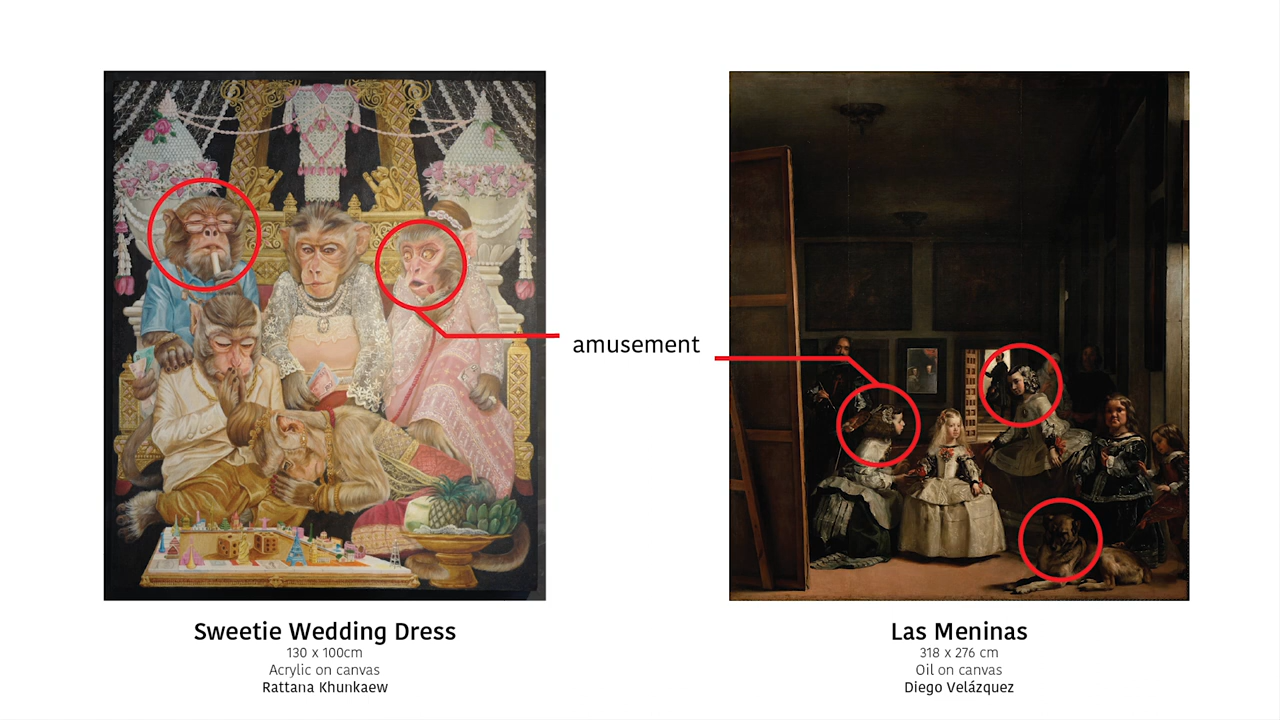 amusement
Sweetie Wedding Dress
130 x 100cm
Acrylic on canvas
Rattana Khunkaew
Las Meninas
318 x 276 cm
Oil on canvas
Diego Velázquez